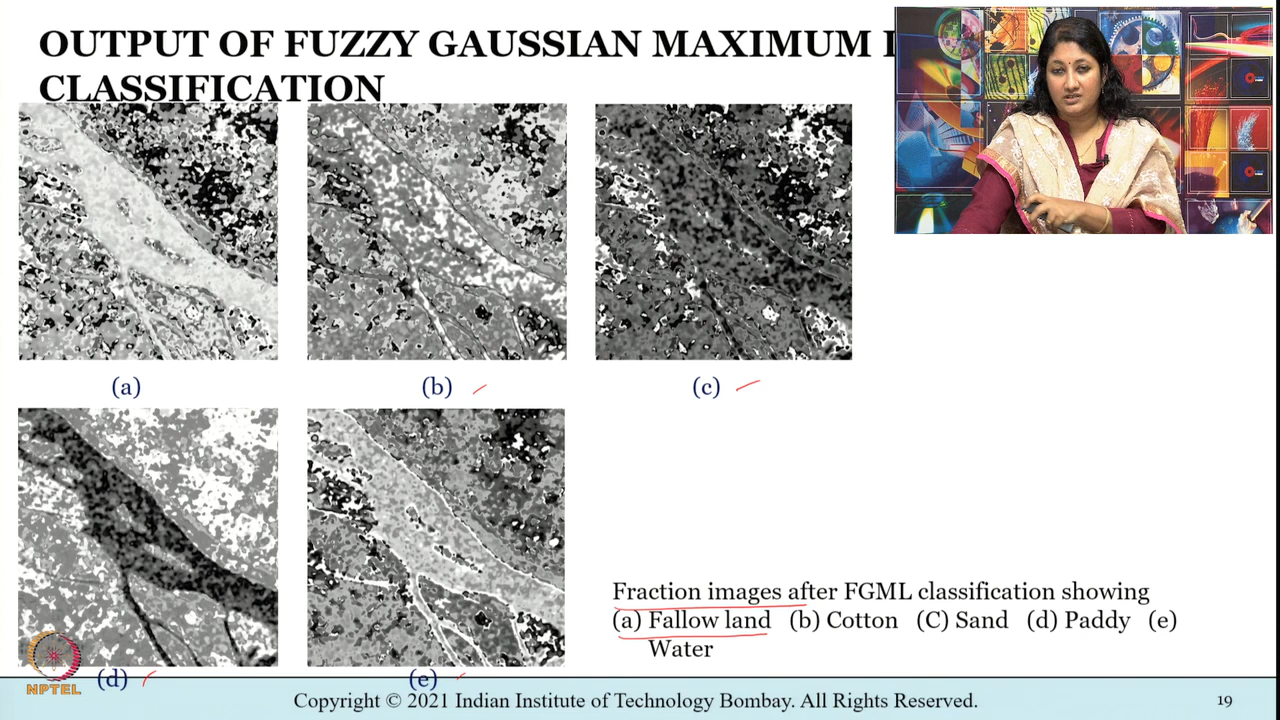 OUTPUT OF FUZZY GAUSSIAN MAXIMUM
CLASSIFICATION
(a)
(b)
(c)
(d)
(e)
Fraction images after FGML classification showing
(a) Fallow land (b) Cotton (C) Sand (d) Paddy (e)
Water
NPTEL
Copyright © 2021 Indian Institute of Technology Bombay. All Rights Reserved.
19